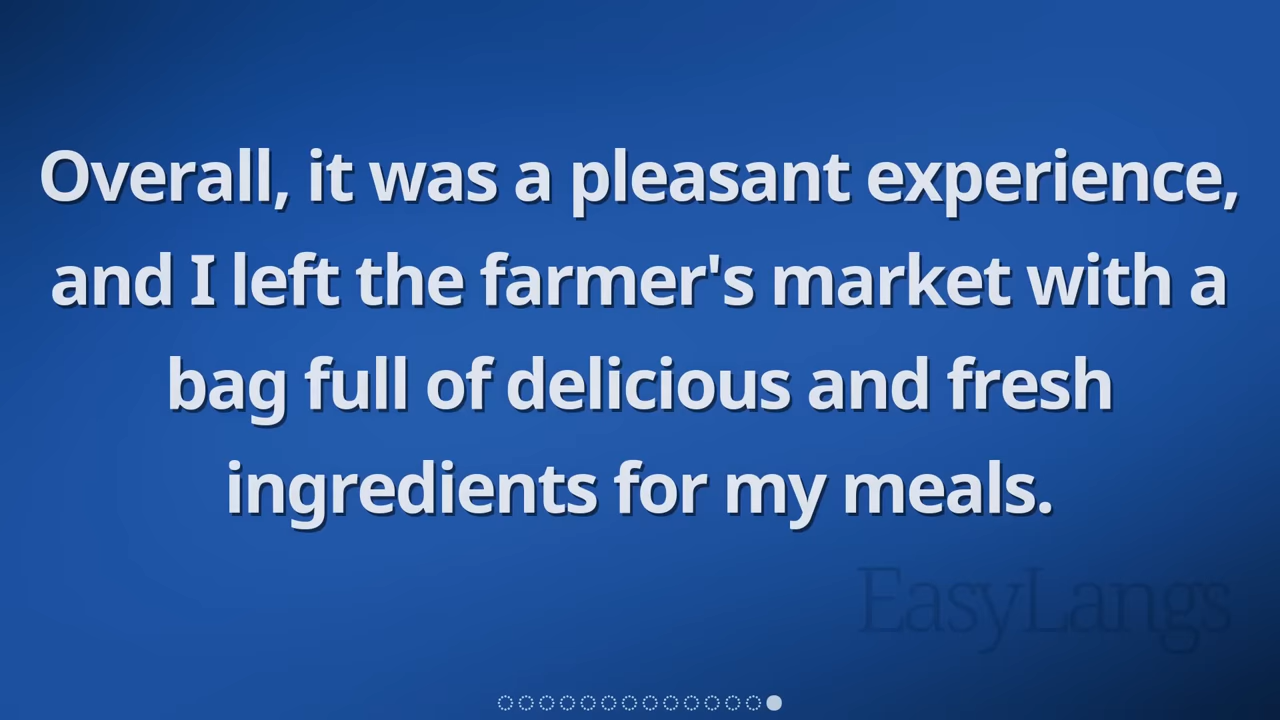 Overall, it was a pleasant experience,
and I left the farmer's market with a
bag full of delicious and fresh
ingredients for my meals.
EasyLangs